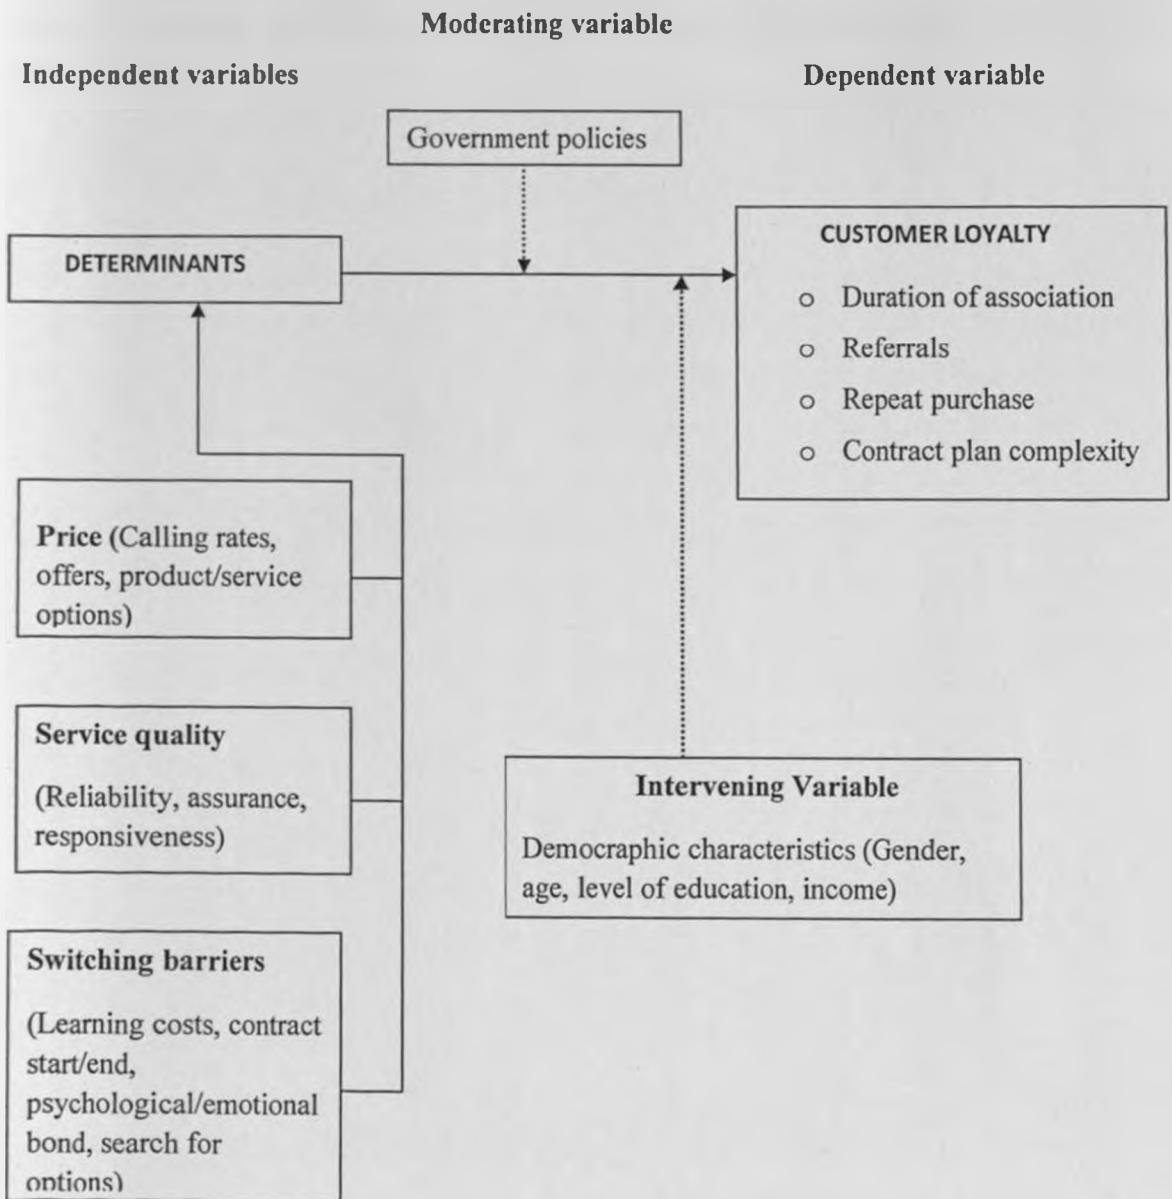 Moderating variable
Independent variables
Dependent variable
Government policies
DETERMINANTS
CUSTOMER LOYALTY
o Duration of association
o Referrals
o Repeat purchase
o Contract plan complexity
Price (Calling rates,
offers, product/service
options)
Service quality
(Reliability, assurance,
responsiveness)
Intervening Variable
Democraphic characteristics (Gender,
age, level of education, income)
Switching barriers
(Learning costs, contract
start/end,
psychological/emotional
bond, search for
options)